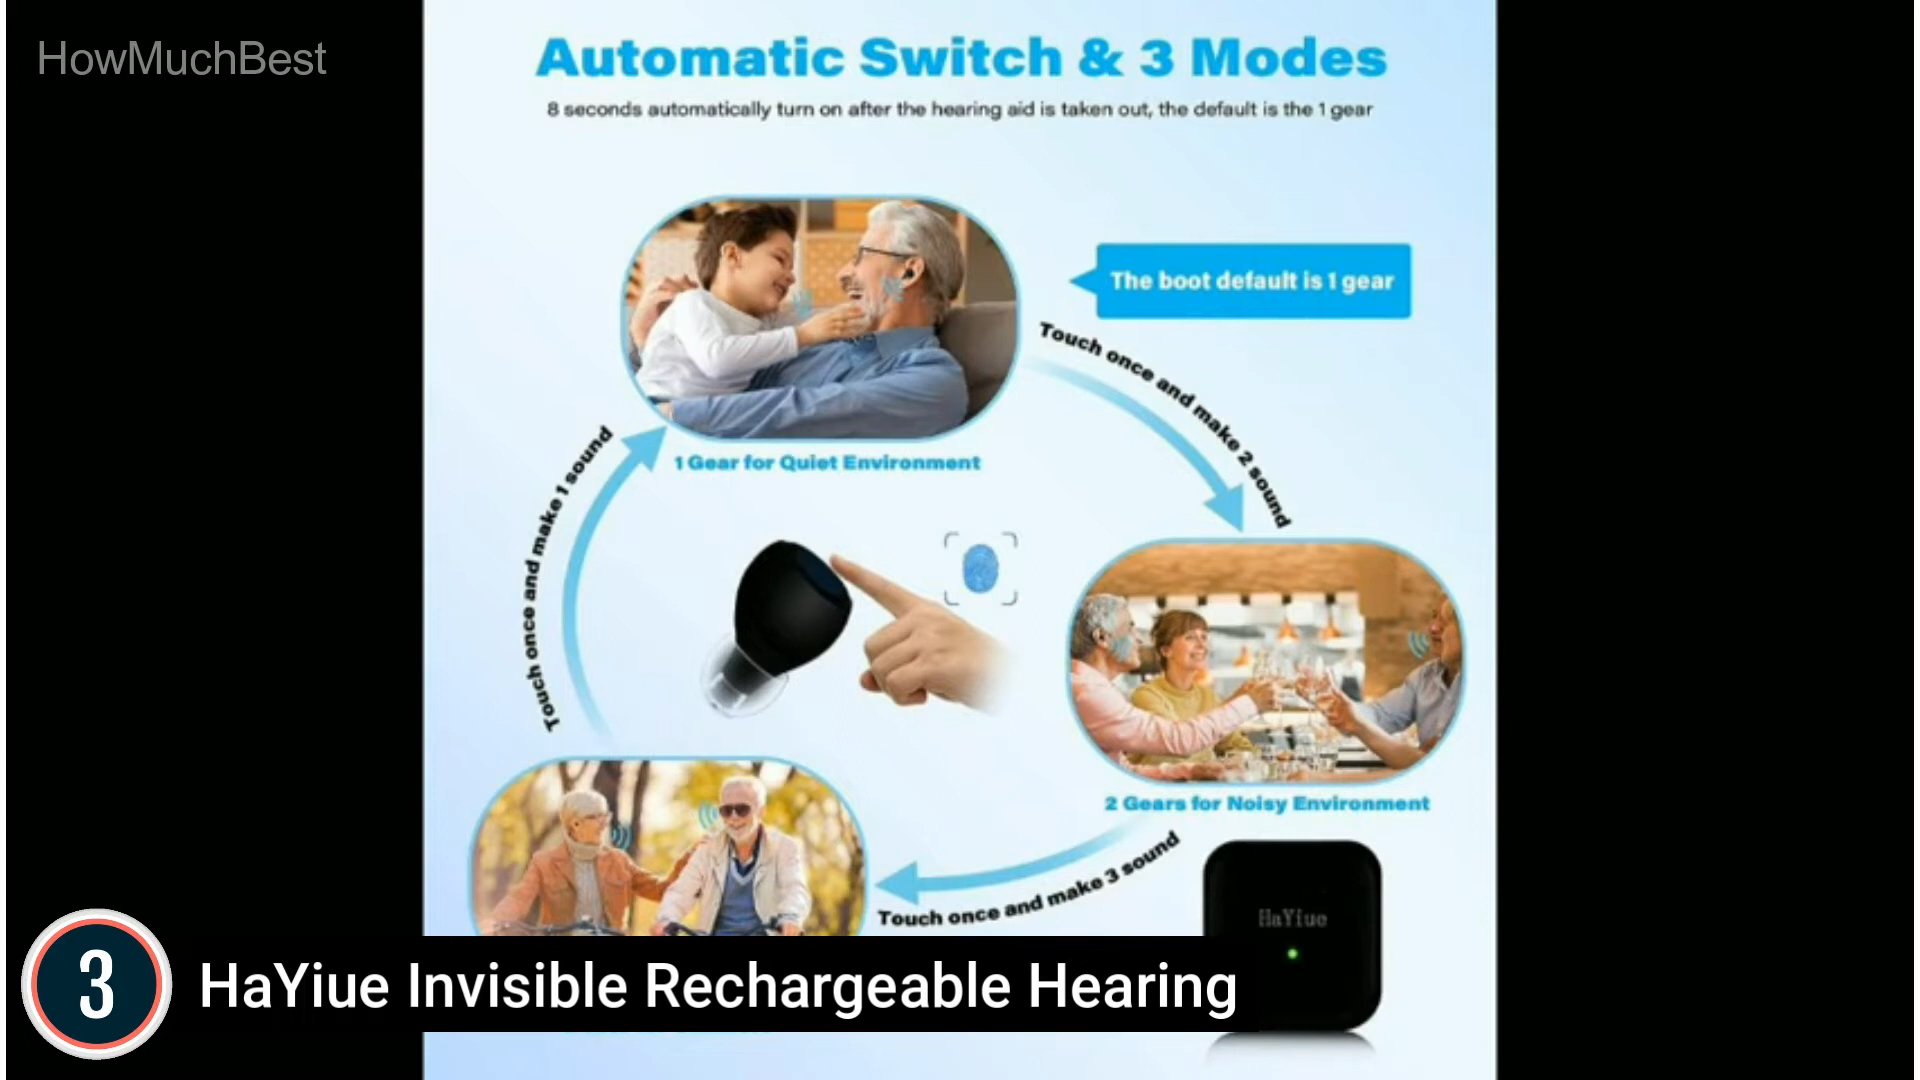 HowMuchBest
Automatic Switch & 3 Modes
8 seconds automatically turn on after the hearing aid is taken out, the default is the 1 gear
The boot default is 1 gear
Touch once and make 2 sound
Touch once and make 1 sound
1 Gear for Quiet Environment
2 Gears for Noisy Environment
Touch once and make 3 sound
HaYiue
3
HaYiue Invisible Rechargeable Hearing